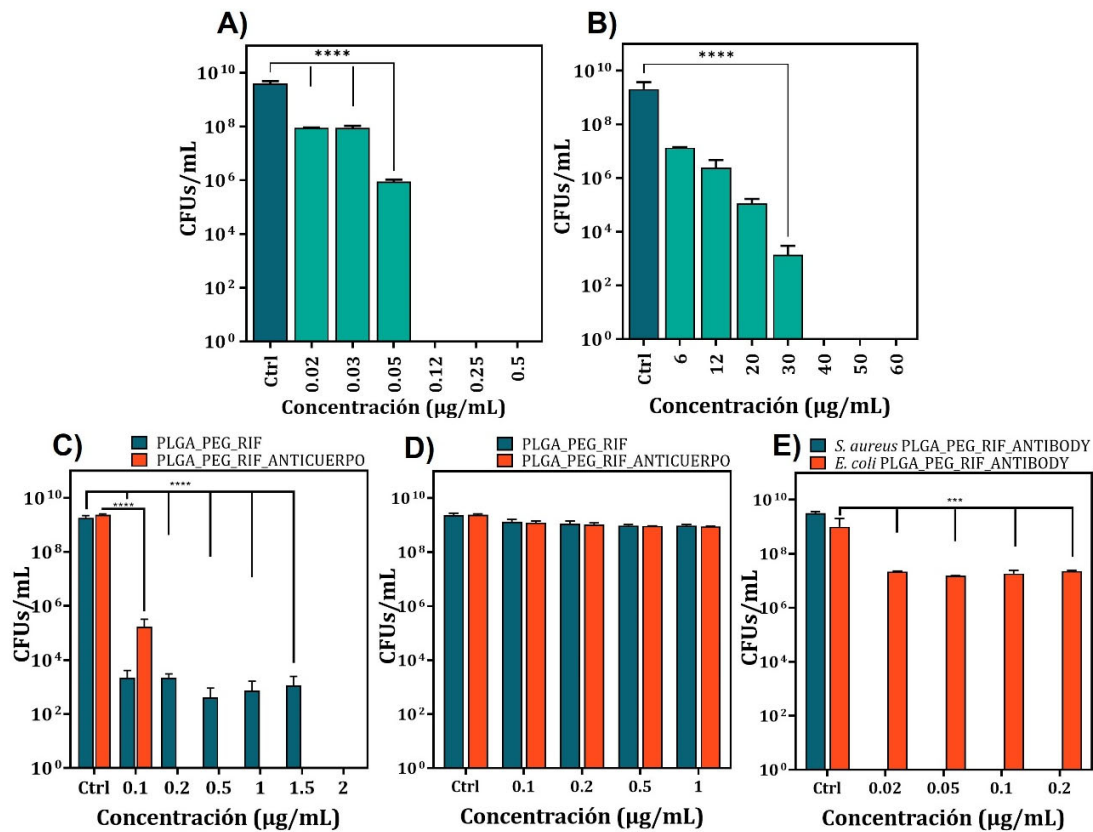 A)
****
CFUs/mL
10^10
10^8
10^6
10^4
10^2
10^0
Ctrl 0.02 0.03 0.05 0.12 0.25 0.5
Concentración (µg/mL)
B)
****
CFUs/mL
10^10
10^8
10^6
10^4
10^2
10^0
Ctrl 6 12 20 30 40 50 60
Concentración (µg/mL)
C)
PLGA_PEG_RIF
PLGA_PEG_RIF_ANTICUERPO
****
****
CFUs/mL
10^10
10^8
10^6
10^4
10^2
10^0
Ctrl 0.1 0.2 0.5 1 1.5 2
Concentración (µg/mL)
D)
PLGA_PEG_RIF
PLGA_PEG_RIF_ANTICUERPO
CFUs/mL
10^10
10^8
10^6
10^4
10^2
10^0
Ctrl 0.1 0.2 0.5 1
Concentración (µg/mL)
E)
S. aureus PLGA_PEG_RIF_ANTIBODY
E. coli PLGA_PEG_RIF_ANTIBODY
***
CFUs/mL
10^10
10^8
10^6
10^4
10^2
10^0
Ctrl 0.02 0.05 0.1 0.2
Concentración (µg/mL)